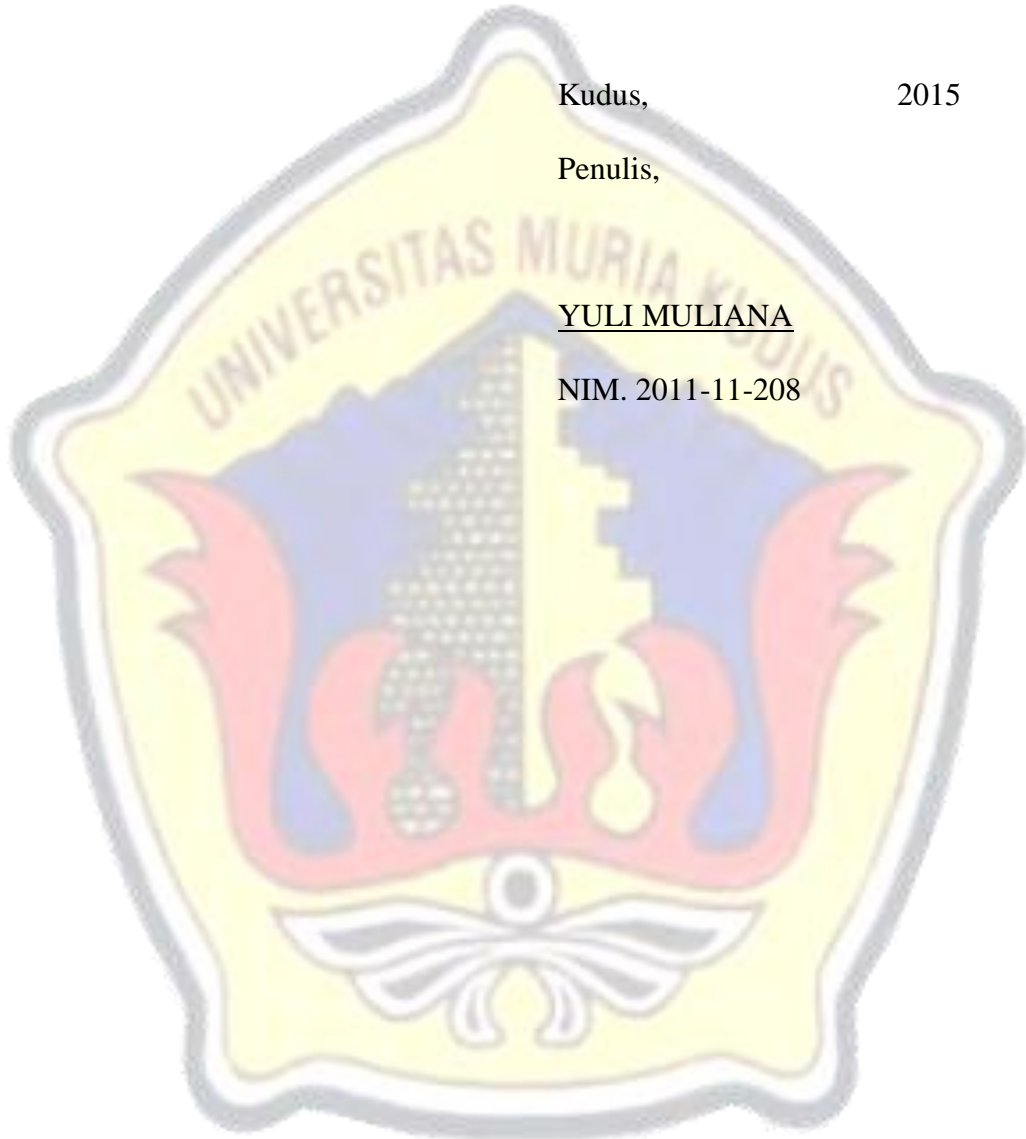 Kudus, 2015
Penulis,
UNIVERSITAS MURIA KUDUS
YULI MULIANA
NIM. 2011-11-208